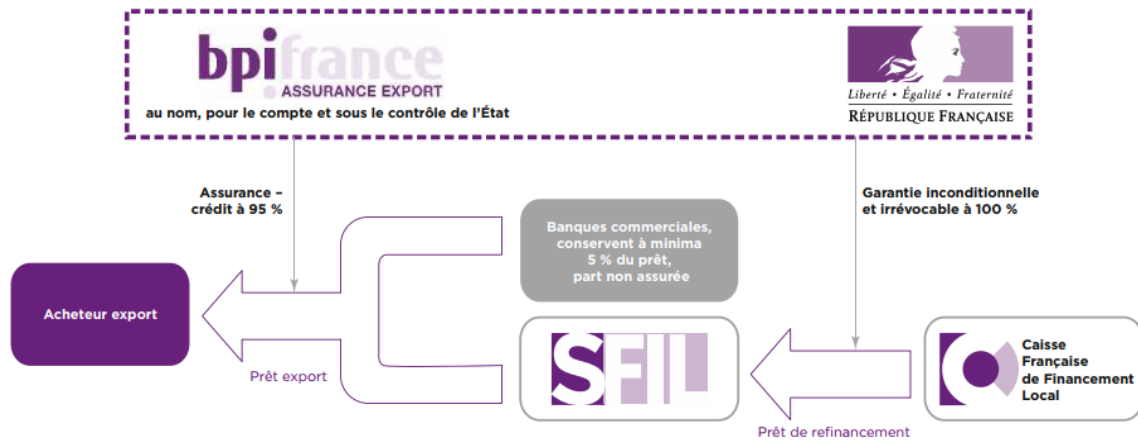 bpifrance
ASSURANCE EXPORT
au nom, pour le compte et sous le contrôle de l'État
Liberté • Égalité • Fraternité
RÉPUBLIQUE FRANÇAISE
Assurance –
crédit à 95 %
Garantie inconditionnelle
et irrévocable à 100 %
Banques commerciales,
conservent à minima
5 % du prêt,
part non assurée
Acheteur export
Prêt export
SFIL
Caisse
Française
de Financement
Local
Prêt de refinancement